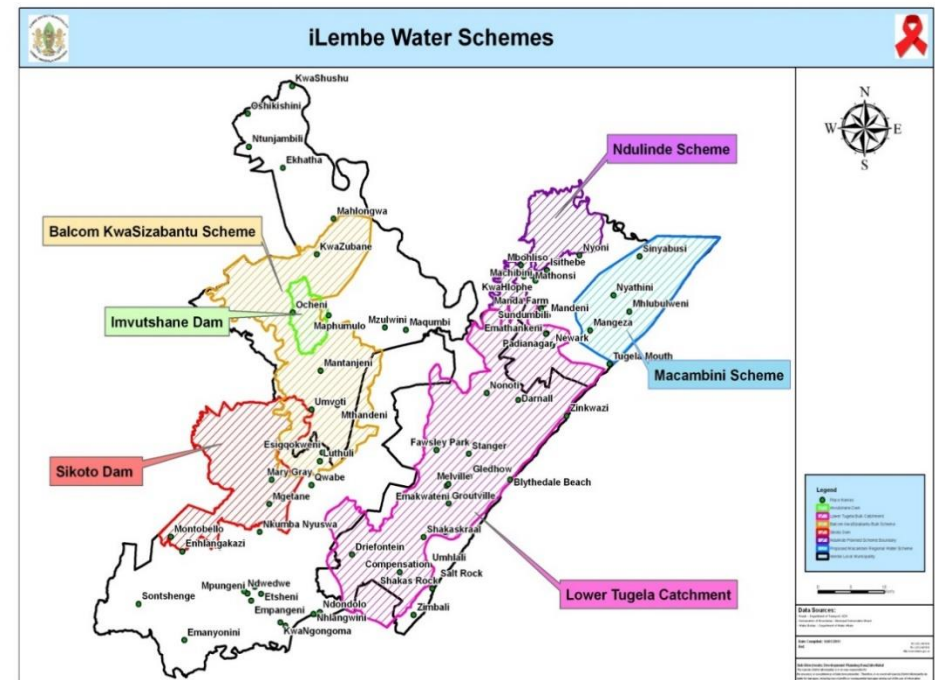 iLembe Water Schemes
KwaShushu
Oshikishini
Ntunjambili
Ekhatha
N
W
E
S
Ndulinde Scheme
Mahlongwa
Balcom KwaSizabantu Scheme
KwaZubane
Nyoni
Sinyabusi
Mbohliso
Isithebe
Machibini
Mathonsi
KwaHlophe
Nyathini
Ocheni
Manda Farm
Mandeni
Mhlubulweni
Imvutshane Dam
Maphumulo
Mzulwini
Maqumbi
Sundumbili
Emathankeni
Newark
Mangeza
Padianagar
Tugela Mouth
Mantanjeni
Macambini Scheme
Nonoti
Darnall
Umvoti
Mthandeni
Zinkwazi
Esigqokweni
Luthuli
Fawsley Park
Stanger
Sikoto Dam
Mary Gray
Qwabe
Gledhow
Melville
Blythedale Beach
Emakwateni
Groutville
Mgetane
Montobello
Nkumba Nyuswa
Shakaskraal
Enhlangakazi
Driefontein
Umhlali
Compensation
Salt Rock
Shakas Rock
Mpungeni
Ndwedwe
Etsheni
Lower Tugela Catchment
Sontshenge
Empangeni
Ndondolo
Nhlangwini
Zimbali
KwaNgongoma
Emanyonini
Legend
Place Names
Data Sources: